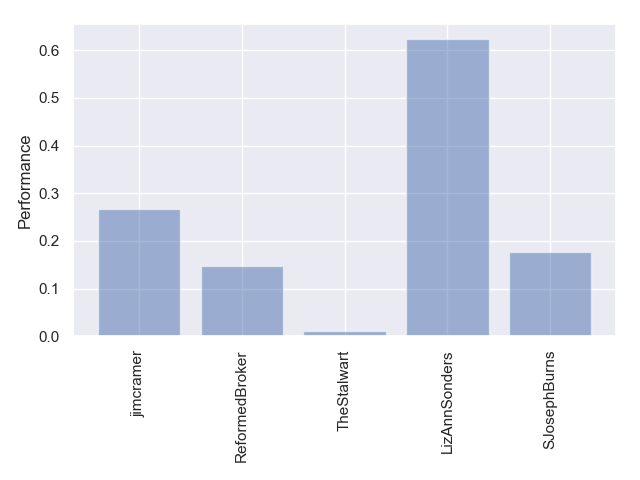 0.6
0.5
0.4
0.3
0.2
0.1
0.0
Performance
jimcramer
ReformedBroker
TheStalwart
LizAnnSonders
SJosephBurns